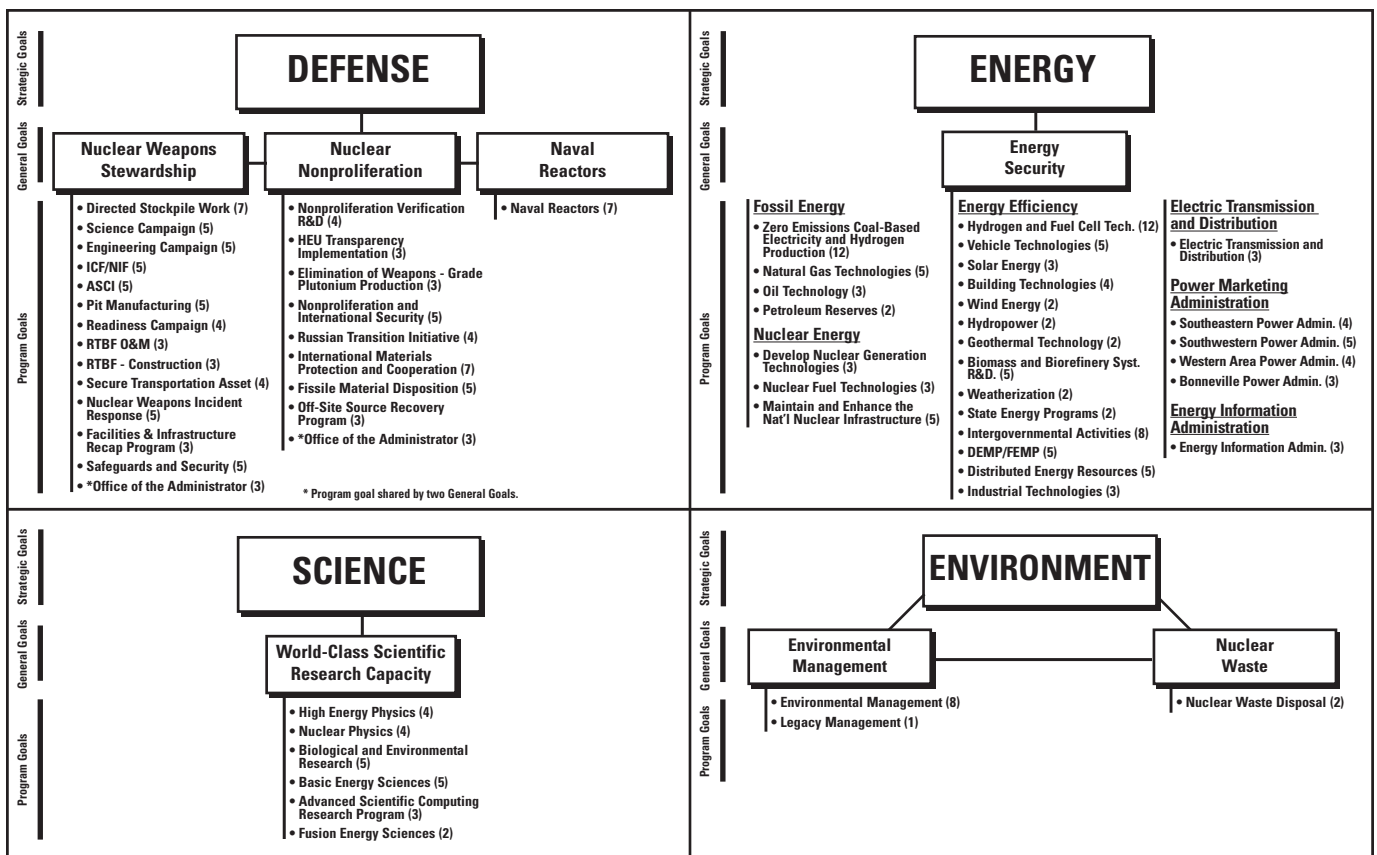 Strategic Goals
DEFENSE
General Goals
Nuclear Weapons
Stewardship
Nuclear
Nonproliferation
Naval
Reactors
Program Goals
• Directed Stockpile Work (7)
• Science Campaign (5)
• Engineering Campaign (5)
• ICF/NIF (5)
• ASCI (5)
• Pit Manufacturing (5)
• Readiness Campaign (4)
• RTBF O&M (3)
• RTBF - Construction (3)
• Secure Transportation Asset (4)
• Nuclear Weapons Incident
Response (5)
• Facilities & Infrastructure
Recap Program (3)
• Safeguards and Security (5)
• *Office of the Administrator (3)
• Nonproliferation Verification
R&D (4)
• HEU Transparency
Implementation (3)
• Elimination of Weapons - Grade
Plutonium Production (3)
• Nonproliferation and
International Security (5)
• Russian Transition Initiative (4)
• International Materials
Protection and Cooperation (7)
• Fissile Material Disposition (5)
• Off-Site Source Recovery
Program (3)
• *Office of the Administrator (3)
• Naval Reactors (7)
* Program goal shared by two General Goals.
Strategic Goals
ENERGY
General Goals
Energy
Security
Program Goals
Fossil Energy
• Zero Emissions Coal-Based
Electricity and Hydrogen
Production (12)
• Natural Gas Technologies (5)
• Oil Technology (3)
• Petroleum Reserves (2)
Nuclear Energy
• Develop Nuclear Generation
Technologies (3)
• Nuclear Fuel Technologies (3)
• Maintain and Enhance the
Nat'l Nuclear Infrastructure (5)
Energy Efficiency
• Hydrogen and Fuel Cell Tech. (12)
• Vehicle Technologies (5)
• Solar Energy (3)
• Building Technologies (4)
• Wind Energy (2)
• Hydropower (2)
• Geothermal Technology (2)
• Biomass and Biorefinery Syst.
R&D. (5)
• Weatherization (2)
• State Energy Programs (2)
• Intergovernmental Activities (8)
• DEMP/FEMP (5)
• Distributed Energy Resources (5)
• Industrial Technologies (3)
Electric Transmission
and Distribution
• Electric Transmission and
Distribution (3)
Power Marketing
Administration
• Southeastern Power Admin. (4)
• Southwestern Power Admin. (5)
• Western Area Power Admin. (4)
• Bonneville Power Admin. (3)
Energy Information
Administration
• Energy Information Admin. (3)
Strategic Goals
SCIENCE
General Goals
World-Class Scientific
Research Capacity
Program Goals
• High Energy Physics (4)
• Nuclear Physics (4)
• Biological and Environmental
Research (5)
• Basic Energy Sciences (5)
• Advanced Scientific Computing
Research Program (3)
• Fusion Energy Sciences (2)
Strategic Goals
ENVIRONMENT
General Goals
Environmental
Management
Nuclear
Waste
Program Goals
• Environmental Management (8)
• Legacy Management (1)
• Nuclear Waste Disposal (2)